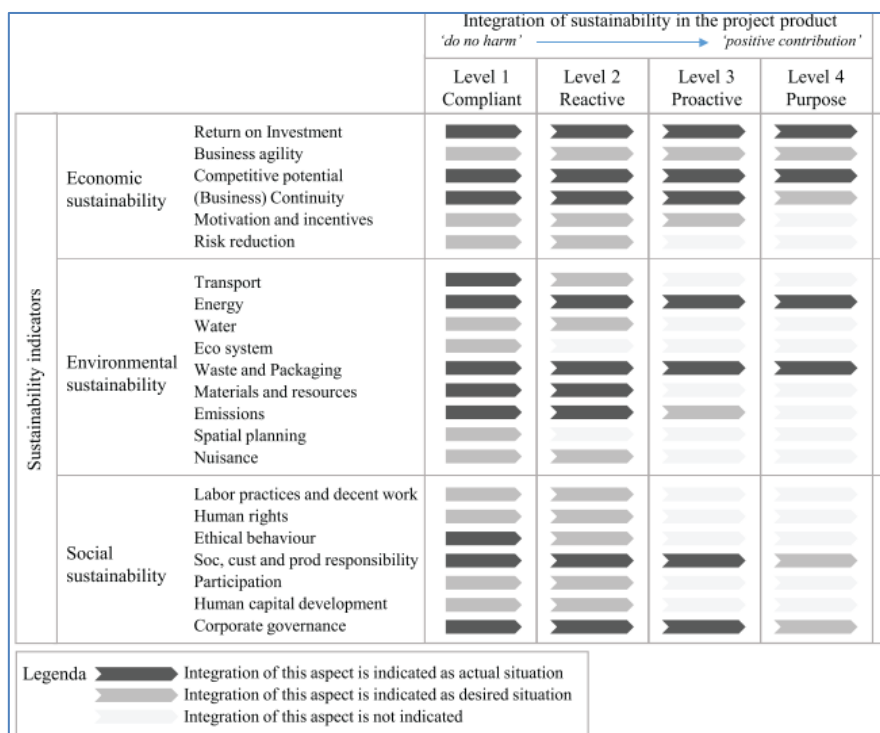 Integration of sustainability in the project product
‘do no harm’ ‘positive contribution’
Level 1 Level 2 Level 3 Level 4
Compliant Reactive Proactive Purpose
Sustainability indicators
Economic
sustainability
Return on Investment
Business agility
Competitive potential
(Business) Continuity
Motivation and incentives
Risk reduction
Environmental
sustainability
Transport
Energy
Water
Eco system
Waste and Packaging
Materials and resources
Emissions
Spatial planning
Nuisance
Social
sustainability
Labor practices and decent work
Human rights
Ethical behaviour
Soc, cust and prod responsibility
Participation
Human capital development
Corporate governance
Legenda Integration of this aspect is indicated as actual situation
Integration of this aspect is indicated as desired situation
Integration of this aspect is not indicated